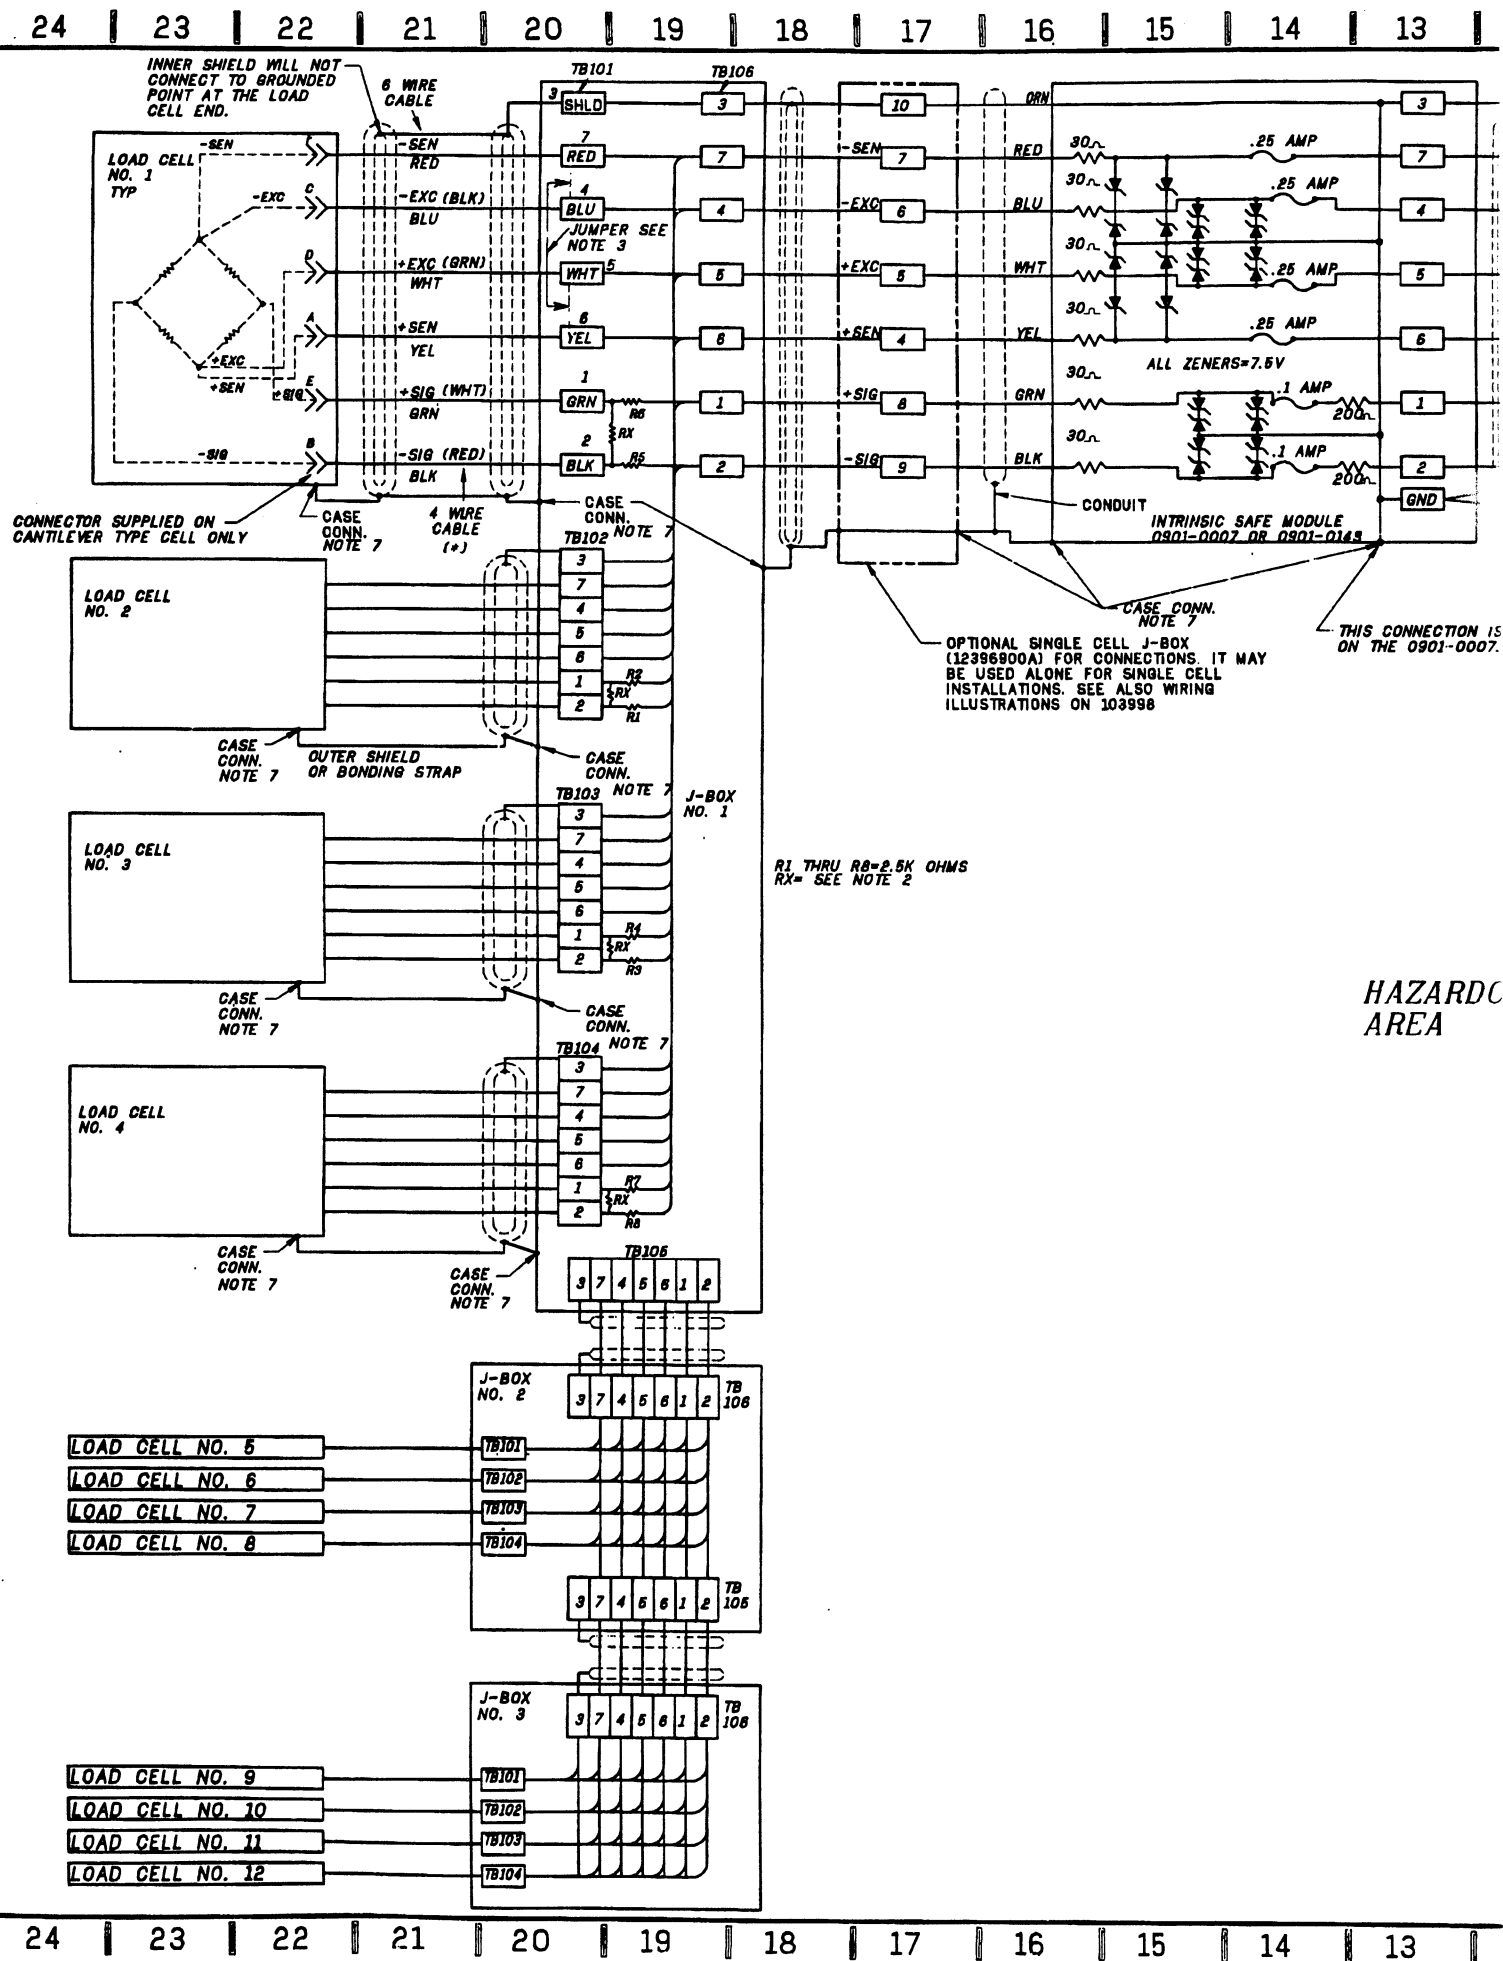 24 23 22 21 20 19 18 17 16 15 14 13
INNER SHIELD WILL NOT
CONNECT TO GROUNDED
POINT AT THE LOAD
CELL END.
6 WIRE
CABLE
TB101
TB106
3 SHLD
3
10
ORN
3
LOAD CELL
NO. 1
TYP
-SEN
-SEN
RED
7
RED
7
-SEN
7
RED
30Ω
.25 AMP
7
-EXC
C
-EXC (BLK)
BLU
4
BLU
4
-EXC
6
BLU
30Ω
.25 AMP
4
JUMPER SEE
NOTE 3
D
+EXC (GRN)
WHT
WHT
5
5
+EXC
5
WHT
30Ω
.25 AMP
5
A
+SEN
YEL
6
YEL
6
+SEN
4
YEL
30Ω
.25 AMP
6
+EXC
+SEN
ALL ZENERS=7.5V
+SIG
E
+SIG (WHT)
GRN
1
GRN
R6
1
+SIG
8
GRN
30Ω
.1 AMP
200Ω
1
RX
-SIG
B
-SIG (RED)
BLK
2
BLK
R5
2
-SIG
9
BLK
30Ω
.1 AMP
200Ω
2
GND
CONNECTOR SUPPLIED ON
CANTILEVER TYPE CELL ONLY
CASE
CONN.
NOTE 7
4 WIRE
CABLE
(*)
CASE
CONN.
NOTE 7
CONDUIT
INTRINSIC SAFE MODULE
0901-0007 OR 0901-0143
CASE CONN.
NOTE 7
THIS CONNECTION IS
ON THE 0901-0007.
OPTIONAL SINGLE CELL J-BOX
(12396900A) FOR CONNECTIONS. IT MAY
BE USED ALONE FOR SINGLE CELL
INSTALLATIONS. SEE ALSO WIRING
ILLUSTRATIONS ON 103998
TB102
LOAD CELL
NO. 2
3
7
4
5
6
1
2
R2
RX
R1
CASE
CONN.
NOTE 7
OUTER SHIELD
OR BONDING STRAP
CASE
CONN.
NOTE 7
J-BOX
NO. 1
TB103
LOAD CELL
NO. 3
3
7
4
5
6
1
2
R4
RX
R3
R1 THRU R8=2.5K OHMS
RX= SEE NOTE 2
CASE
CONN.
NOTE 7
CASE
CONN.
NOTE 7
HAZARDO
AREA
TB104
LOAD CELL
NO. 4
3
7
4
5
6
1
2
R7
RX
R8
CASE
CONN.
NOTE 7
CASE
CONN.
NOTE 7
TB105
3 7 4 5 6 1 2
J-BOX
NO. 2
3 7 4 5 6 1 2
TB
106
LOAD CELL NO. 5 TB101
LOAD CELL NO. 6 TB102
LOAD CELL NO. 7 TB103
LOAD CELL NO. 8 TB104
3 7 4 5 6 1 2
TB
105
J-BOX
NO. 3
3 7 4 5 6 1 2
TB
106
LOAD CELL NO. 9 TB101
LOAD CELL NO. 10 TB102
LOAD CELL NO. 11 TB103
LOAD CELL NO. 12 TB104
24 23 22 21 20 19 18 17 16 15 14 13